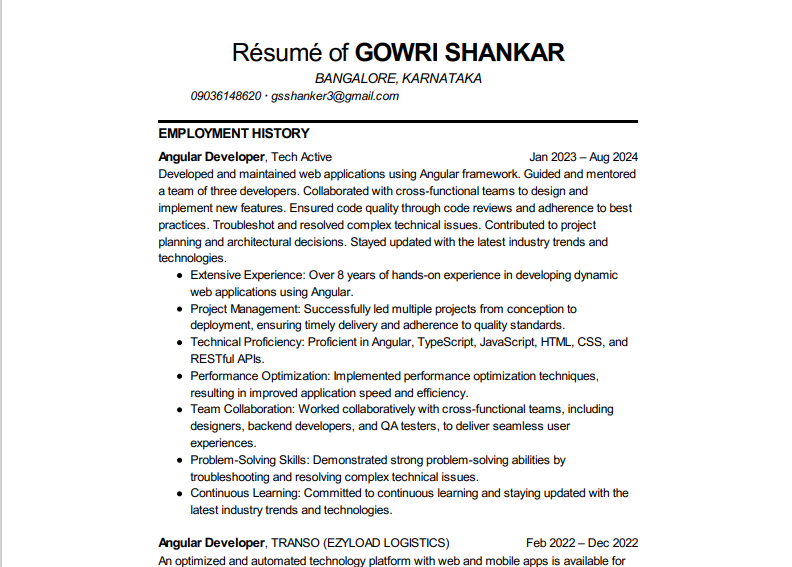 Résumé of GOWRI SHANKAR
BANGALORE, KARNATAKA
09036148620 · gsshanker3@gmail.com
EMPLOYMENT HISTORY
Angular Developer, Tech Active Jan 2023 – Aug 2024
Developed and maintained web applications using Angular framework. Guided and mentored
a team of three developers. Collaborated with cross-functional teams to design and
implement new features. Ensured code quality through code reviews and adherence to best
practices. Troubleshot and resolved complex technical issues. Contributed to project
planning and architectural decisions. Stayed updated with the latest industry trends and
technologies.
● Extensive Experience: Over 8 years of hands-on experience in developing dynamic
web applications using Angular.
● Project Management: Successfully led multiple projects from conception to
deployment, ensuring timely delivery and adherence to quality standards.
● Technical Proficiency: Proficient in Angular, TypeScript, JavaScript, HTML, CSS, and
RESTful APIs.
● Performance Optimization: Implemented performance optimization techniques,
resulting in improved application speed and efficiency.
● Team Collaboration: Worked collaboratively with cross-functional teams, including
designers, backend developers, and QA testers, to deliver seamless user
experiences.
● Problem-Solving Skills: Demonstrated strong problem-solving abilities by
troubleshooting and resolving complex technical issues.
● Continuous Learning: Committed to continuous learning and staying updated with the
latest industry trends and technologies.
Angular Developer, TRANSO (EZYLOAD LOGISTICS) Feb 2022 – Dec 2022
An optimized and automated technology platform with web and mobile apps is available for